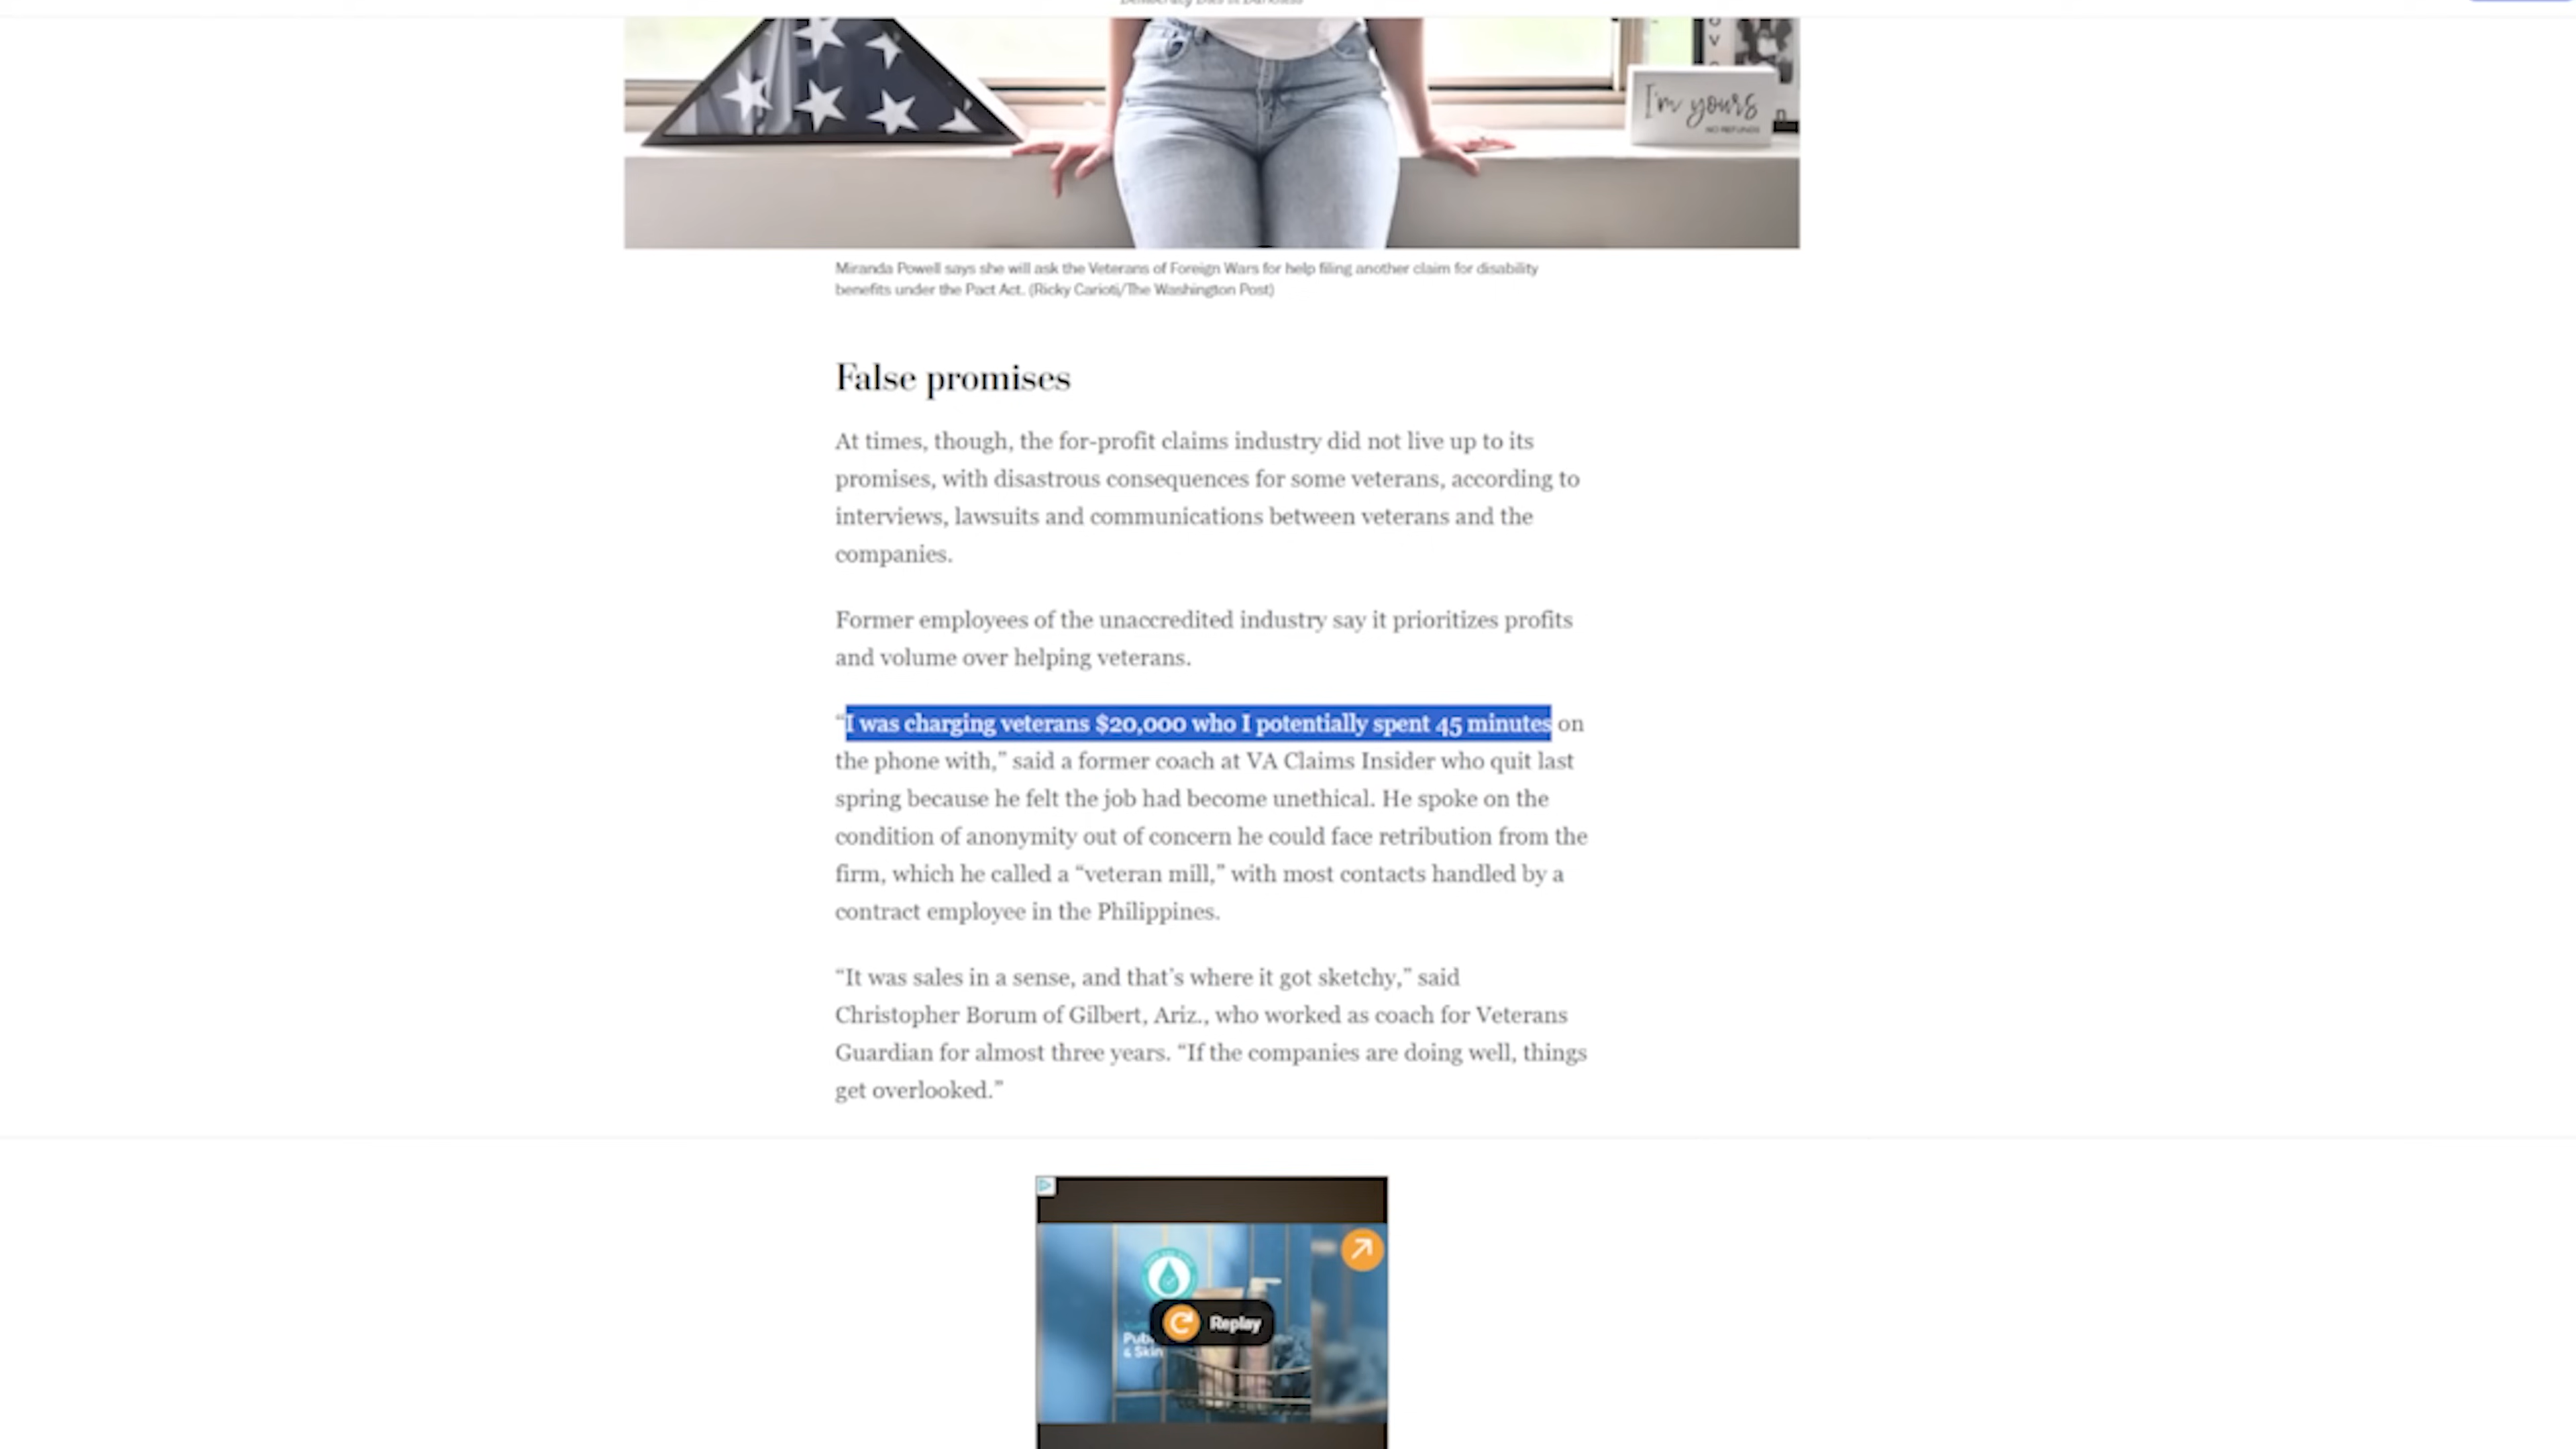 Democracy Dies in Darkness
O
V
I'm yours
NO REFUNDS
Miranda Powell says she will ask the Veterans of Foreign Wars for help filing another claim for disability
benefits under the Pact Act. (Ricky Carioti/The Washington Post)
False promises
At times, though, the for-profit claims industry did not live up to its
promises, with disastrous consequences for some veterans, according to
interviews, lawsuits and communications between veterans and the
companies.
Former employees of the unaccredited industry say it prioritizes profits
and volume over helping veterans.
“I was charging veterans $20,000 who I potentially spent 45 minutes on
the phone with,” said a former coach at VA Claims Insider who quit last
spring because he felt the job had become unethical. He spoke on the
condition of anonymity out of concern he could face retribution from the
firm, which he called a “veteran mill,” with most contacts handled by a
contract employee in the Philippines.
“It was sales in a sense, and that’s where it got sketchy,” said
Christopher Borum of Gilbert, Ariz., who worked as coach for Veterans
Guardian for almost three years. “If the companies are doing well, things
get overlooked.”
Replay
Pub
& Skin